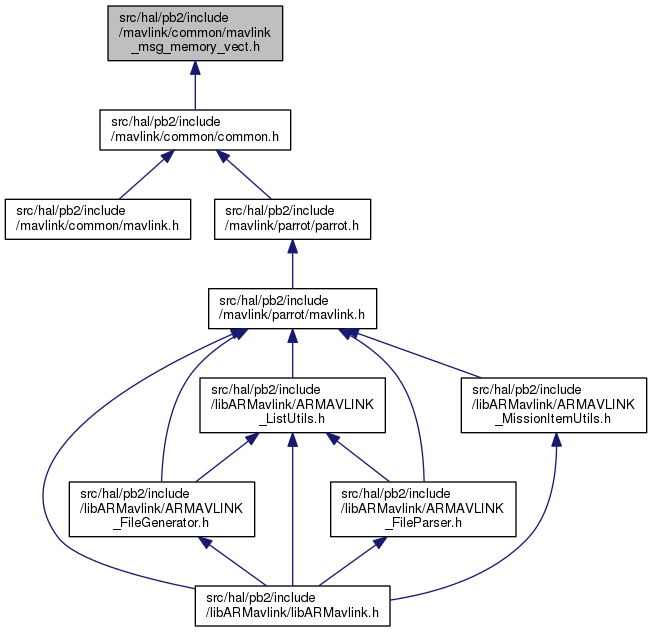 src/hal/pb2/include
/mavlink/common/mavlink
_msg_memory_vect.h
src/hal/pb2/include
/mavlink/common/common.h
src/hal/pb2/include
/mavlink/common/mavlink.h
src/hal/pb2/include
/mavlink/parrot/parrot.h
src/hal/pb2/include
/mavlink/parrot/mavlink.h
src/hal/pb2/include
/libARMavlink/ARMAVLINK
_ListUtils.h
src/hal/pb2/include
/libARMavlink/ARMAVLINK
_MissionItemUtils.h
src/hal/pb2/include
/libARMavlink/ARMAVLINK
_FileGenerator.h
src/hal/pb2/include
/libARMavlink/ARMAVLINK
_FileParser.h
src/hal/pb2/include
/libARMavlink/libARMavlink.h